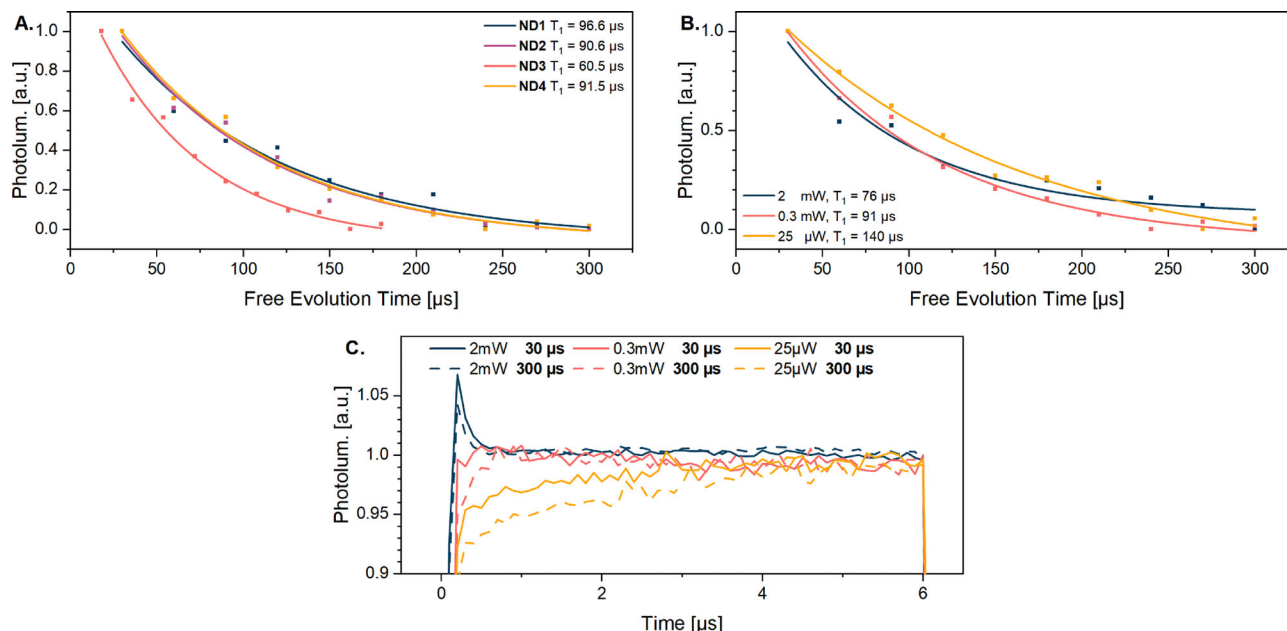 A.
ND1 T₁ = 96.6 µs
ND2 T₁ = 90.6 µs
ND3 T₁ = 60.5 µs
ND4 T₁ = 91.5 µs
Photolum. [a.u.]
1.0
0.8
0.6
0.4
0.2
0.0
0 50 100 150 200 250 300
Free Evolution Time [µs]
B.
Photolum. [a.u.]
1.0
0.5
0.0
2 mW, T₁ = 76 µs
0.3 mW, T₁ = 91 µs
25 µW, T₁ = 140 µs
0 50 100 150 200 250 300
Free Evolution Time [µs]
C.
2mW 30 µs 0.3mW 30 µs 25µW 30 µs
2mW 300 µs 0.3mW 300 µs 25µW 300 µs
Photolum. [a.u.]
1.05
1.0
0.95
0.9
0 2 4 6
Time [µs]